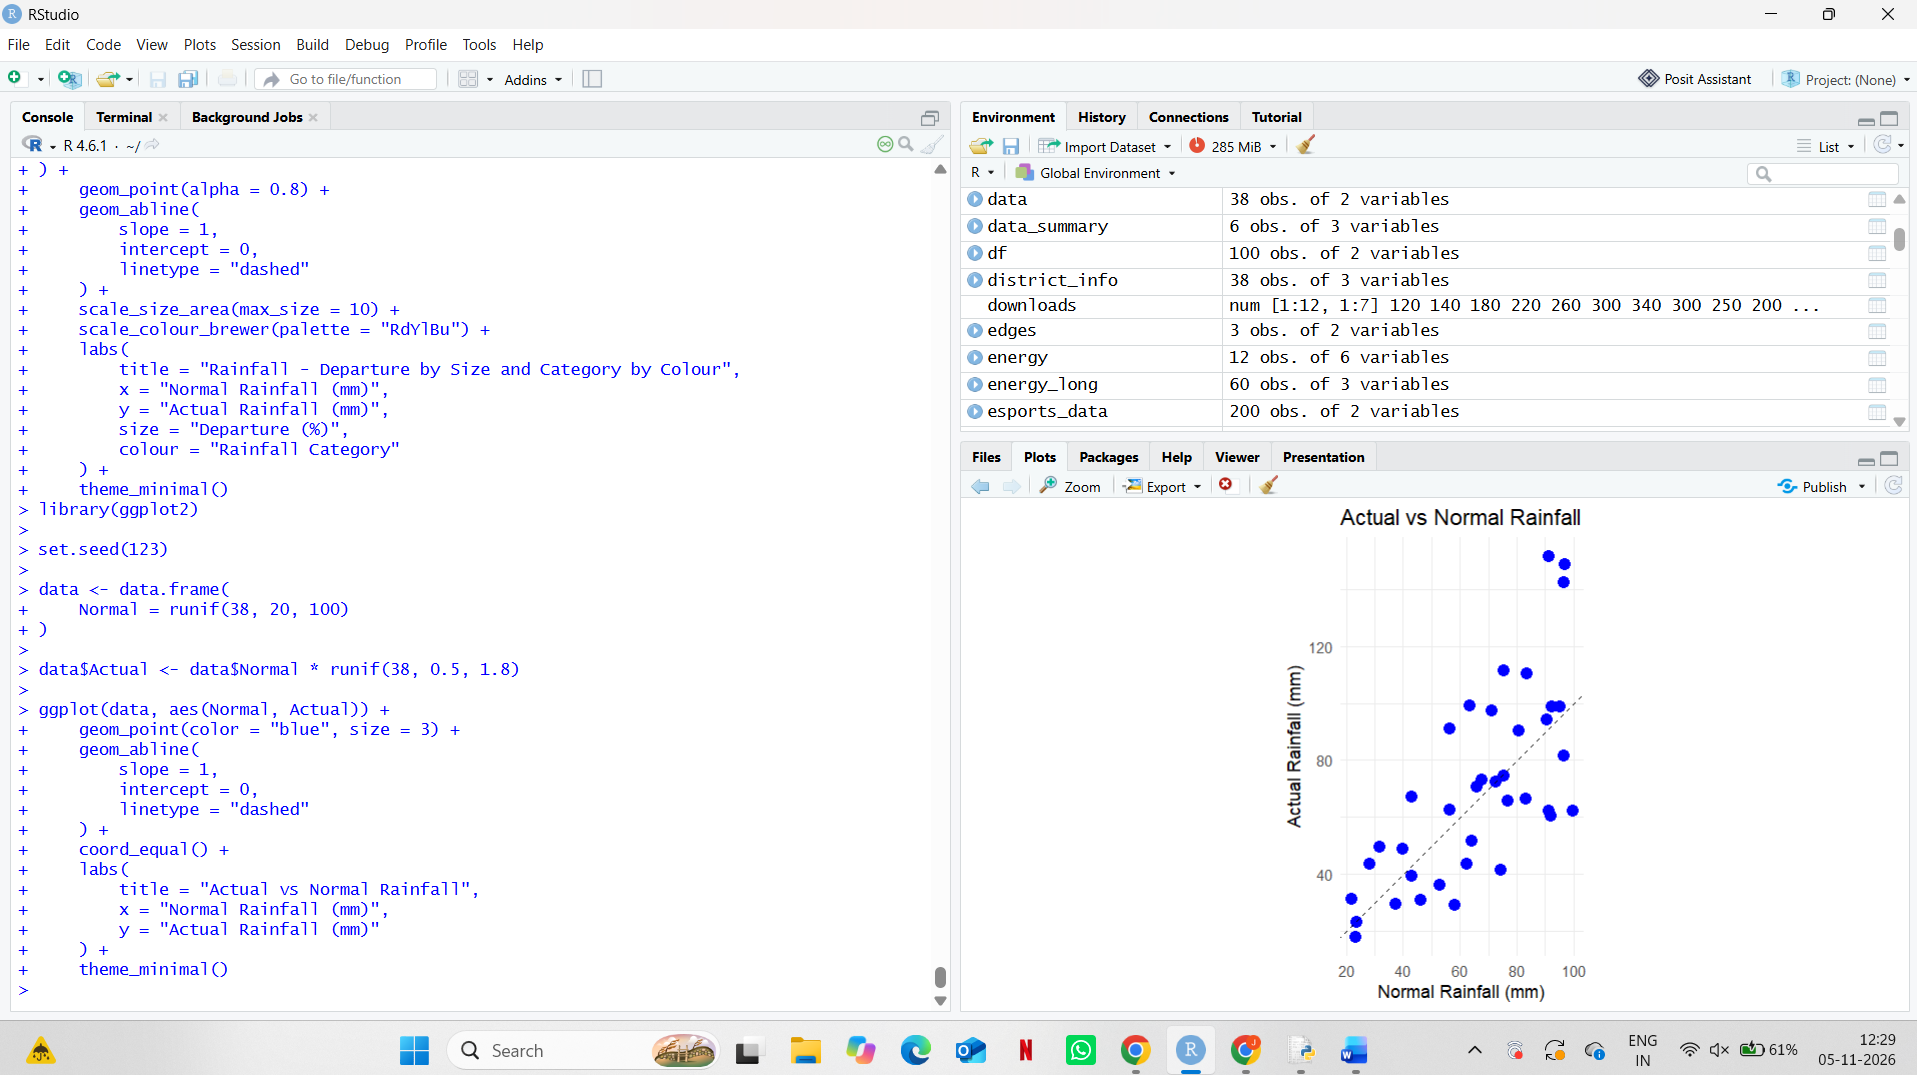 RStudio
File Edit Code View Plots Session Build Debug Profile Tools Help
Go to file/function Addins Posit Assistant Project: (None)
Console Terminal Background Jobs
R 4.6.1 · ~/
+ ) +
+     geom_point(alpha = 0.8) +
+     geom_abline(
+         slope = 1,
+         intercept = 0,
+         linetype = "dashed"
+     ) +
+     scale_size_area(max_size = 10) +
+     scale_colour_brewer(palette = "RdYlBu") +
+     labs(
+         title = "Rainfall - Departure by Size and Category by Colour",
+         x = "Normal Rainfall (mm)",
+         y = "Actual Rainfall (mm)",
+         size = "Departure (%)",
+         colour = "Rainfall Category"
+     ) +
+     theme_minimal()
> library(ggplot2)
>
> set.seed(123)
>
> data <- data.frame(
+     Normal = runif(38, 20, 100)
+ )
>
> data$Actual <- data$Normal * runif(38, 0.5, 1.8)
>
> ggplot(data, aes(Normal, Actual)) +
+     geom_point(color = "blue", size = 3) +
+     geom_abline(
+         slope = 1,
+         intercept = 0,
+         linetype = "dashed"
+     ) +
+     coord_equal() +
+     labs(
+         title = "Actual vs Normal Rainfall",
+         x = "Normal Rainfall (mm)",
+         y = "Actual Rainfall (mm)"
+     ) +
+     theme_minimal()
>
Environment History Connections Tutorial
Import Dataset 285 MiB List
R Global Environment
data 38 obs. of 2 variables
data_summary 6 obs. of 3 variables
df 100 obs. of 2 variables
district_info 38 obs. of 3 variables
downloads num [1:12, 1:7] 120 140 180 220 260 300 340 300 250 200 ...
edges 3 obs. of 2 variables
energy 12 obs. of 6 variables
energy_long 60 obs. of 3 variables
esports_data 200 obs. of 2 variables
Files Plots Packages Help Viewer Presentation
Zoom Export Publish
Actual vs Normal Rainfall
120
80
40
Actual Rainfall (mm)
20 40 60 80 100
Normal Rainfall (mm)
Search
ENG
IN
61%
12:29
05-11-2026